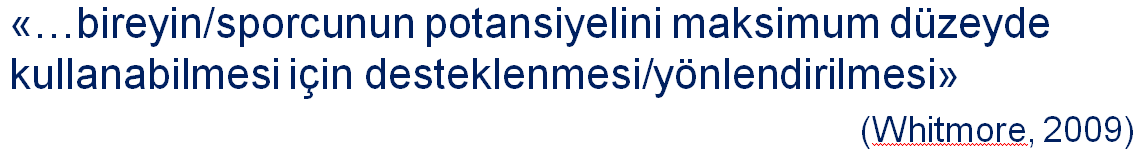 «…bireyin/sporcunun potansiyelini maksimum düzeyde
kullanabilmesi için desteklenmesi/yönlendirilmesi»
(Whitmore, 2009)